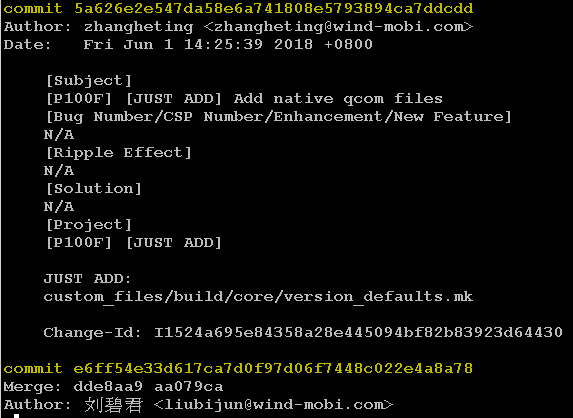 commit 5a626e2e547da58e6a741808e5793894ca7ddcdd
Author: zhangheting <zhangheting@wind-mobi.com>
Date:   Fri Jun 1 14:25:39 2018 +0800
[Subject]
[P100F] [JUST ADD] Add native qcom files
[Bug Number/CSP Number/Enhancement/New Feature]
N/A
[Ripple Effect]
N/A
[Solution]
N/A
[Project]
[P100F] [JUST ADD]
JUST ADD:
custom_files/build/core/version_defaults.mk
Change-Id: I1524a695e84358a28e445094bf82b83923d64430
commit e6ff54e33d617ca7d0f97d06f7448c022e4a8a78
Merge: dde8aa9 aa079ca
Author: 刘碧君 <liubijun@wind-mobi.com>